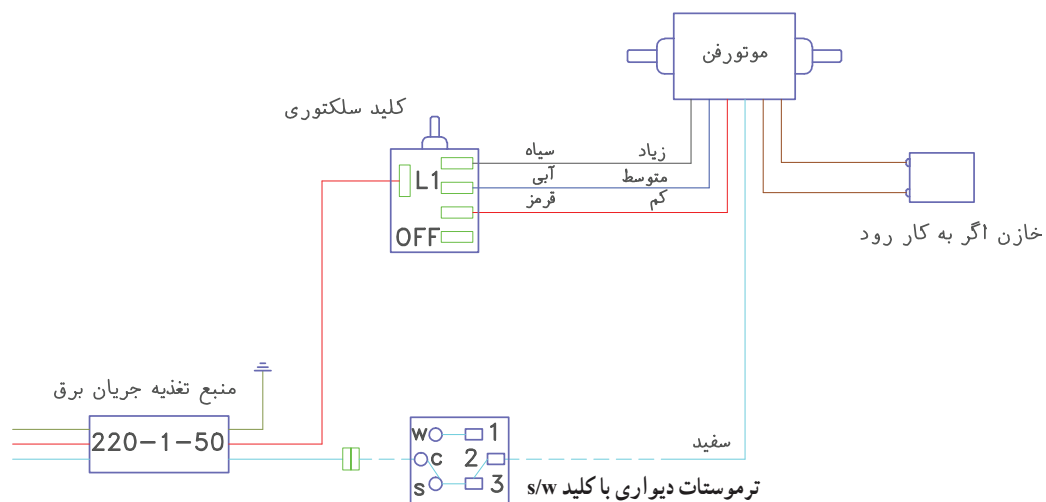 موتورفن
کلید سلکتوری
سیاه
زیاد
L1
آبی
متوسط
قرمز
کم
OFF
خازن اگر به کار رود
منبع تغذیه جریان برق
220-1-50
W
1
C
2
S
3
سفید
ترموستات دیواری با کلید s/w